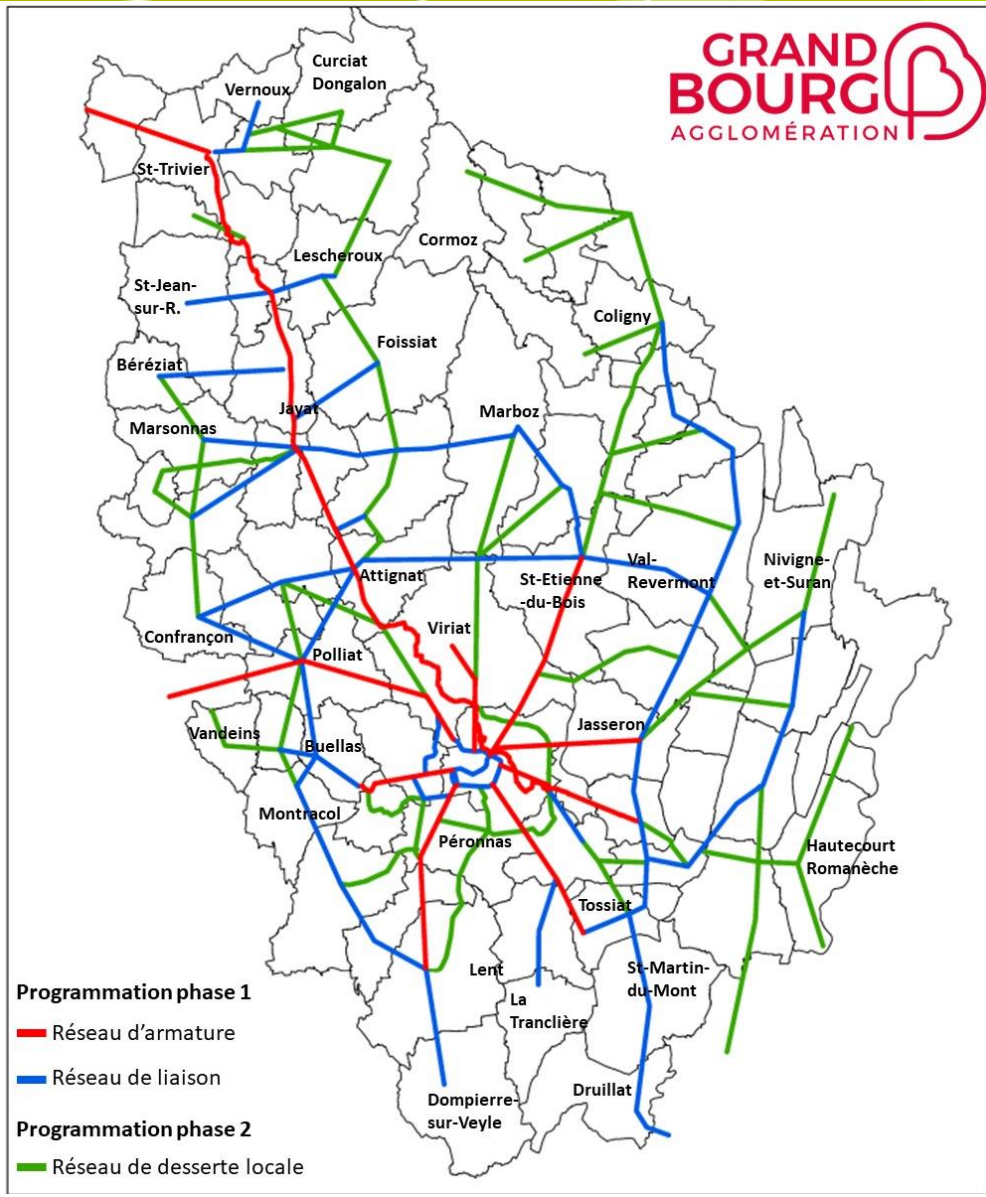 GRAND
BOURG
AGGLOMÉRATION
Curciat
Dongalon
Vernoux
St-Trivier
Cormoz
Lescheroux
St-Jean-
sur-R.
Coligny
Foissiat
Béréziat
Jayat
Marboz
Marsonnas
Attignat
St-Etienne
-du-Bois
Val-
Revermont
Nivigne-
et-Suran
Viriat
Confrançon
Polliat
Jasseron
Vandeins
Buellas
Montracol
Péronnas
Hautecourt
Romanèche
Tossiat
Lent
St-Martin-
du-Mont
La
Tranclière
Druillat
Dompierre-
sur-Veyle
Programmation phase 1
Réseau d’armature
Réseau de liaison
Programmation phase 2
Réseau de desserte locale